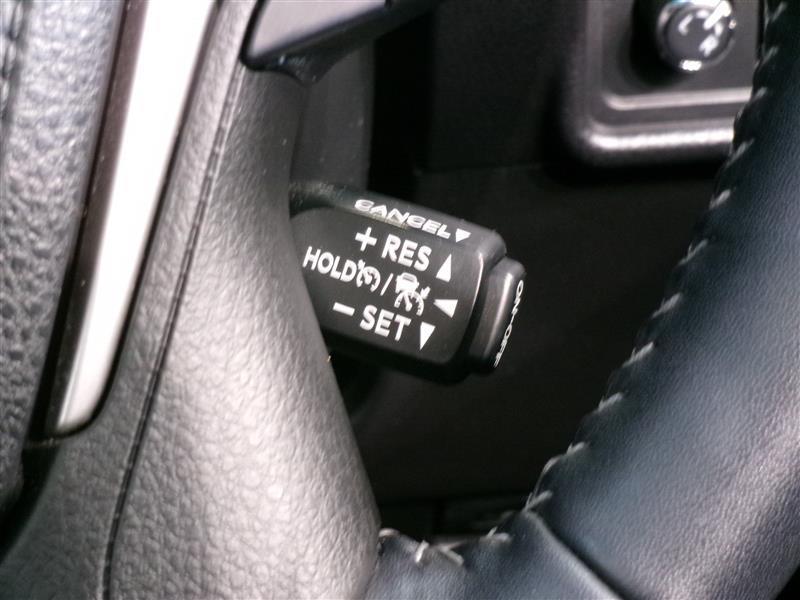 CANCEL▼
+ RES ▲
HOLD / ◀
− SET ▼
ON·OFF